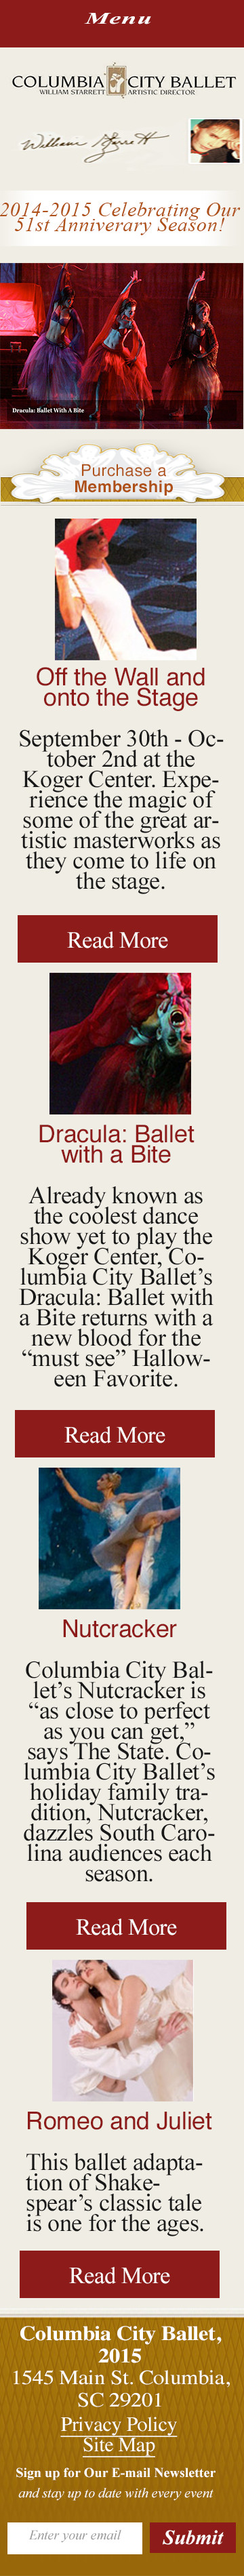 Menu
COLUMBIA CITY BALLET
WILLIAM STARRETT ARTISTIC DIRECTOR
William Starrett
2014-2015 Celebrating Our
51st Anniverary Season!
Dracula: Ballet With A Bite
Purchase a
Membership
Off the Wall and
onto the Stage
September 30th - Oc-
tober 2nd at the
Koger Center. Expe-
rience the magic of
some of the great ar-
tistic masterworks as
they come to life on
the stage.
Read More
Dracula: Ballet
with a Bite
Already known as
the coolest dance
show yet to play the
Koger Center, Co-
lumbia City Ballet’s
Dracula: Ballet with
a Bite returns with a
new blood for the
“must see” Hallow-
een Favorite.
Read More
Nutcracker
Columbia City Bal-
let’s Nutcracker is
“as close to perfect
as you can get,”
says The State. Co-
lumbia City Ballet’s
holiday family tra-
dition, Nutcracker,
dazzles South Caro-
lina audiences each
season.
Read More
Romeo and Juliet
This ballet adapta-
tion of Shake-
spear’s classic tale
is one for the ages.
Read More
Columbia City Ballet,
2015
1545 Main St. Columbia,
SC 29201
Privacy Policy
Site Map
Sign up for Our E-mail Newsletter
and stay up to date with every event
Enter your email
Submit